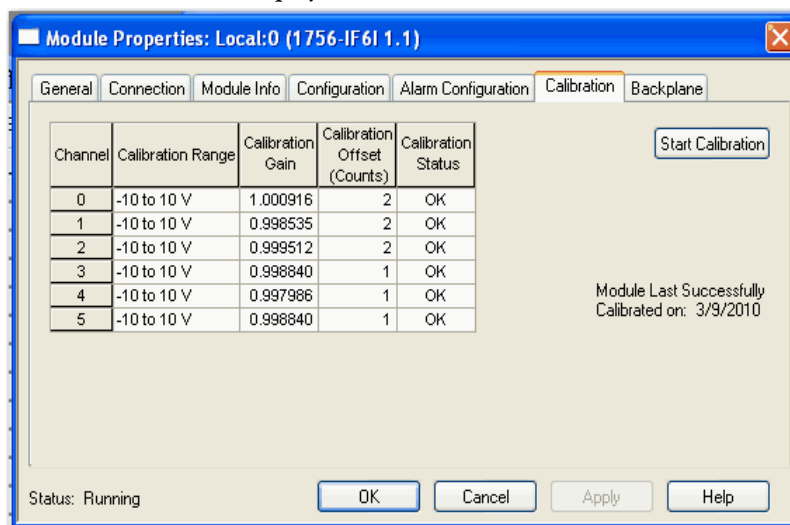 Module Properties: Local:0 (1756-IF6I 1.1)
General Connection Module Info Configuration Alarm Configuration Calibration Backplane
Channel Calibration Range Calibration Gain Calibration Offset (Counts) Calibration Status
Start Calibration
0 -10 to 10 V 1.000916 2 OK
1 -10 to 10 V 0.998535 2 OK
2 -10 to 10 V 0.999512 2 OK
3 -10 to 10 V 0.998840 1 OK
4 -10 to 10 V 0.997986 1 OK
5 -10 to 10 V 0.998840 1 OK
Module Last Successfully
Calibrated on: 3/9/2010
Status: Running
OK Cancel Apply Help